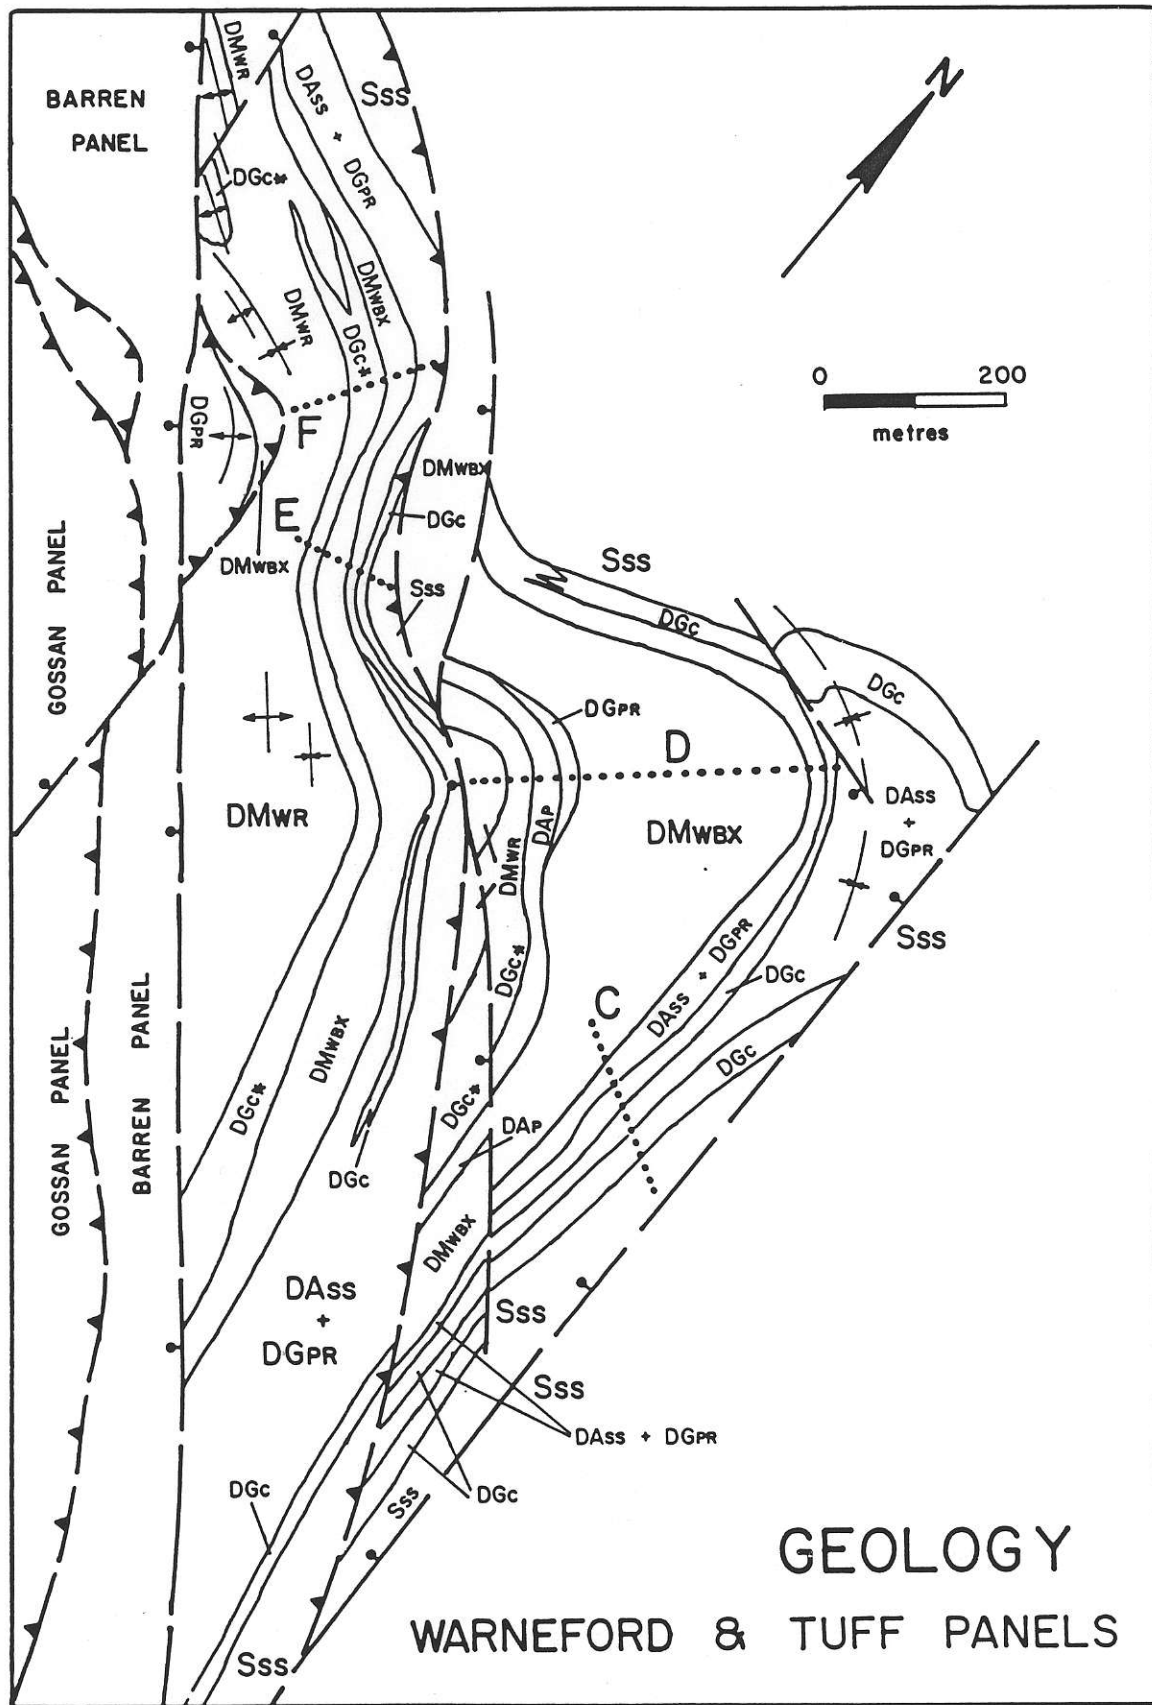 BARREN
PANEL
DMWR
DASS + DGPR
SSS
N
DGC*
DMWR
DMWBX
DGC*
0 200
metres
DGPR
F
DMWBX
DGC
E
DMWBX
SSS
SSS
DGC
DGC
GOSSAN PANEL
DGPR
D
DMWR
DMWR
DAP
DMWBX
DASS
+
DGPR
SSS
DGC*
DASS + DGPR
DGC
C
DGC
GOSSAN PANEL
BARREN PANEL
DGC*
DMWBX
DGC*
DAP
DGC
DMWBX
DASS
+
DGPR
SSS
SSS
DASS + DGPR
DGC
DGC
SSS
SSS
GEOLOGY
WARNEFORD & TUFF PANELS